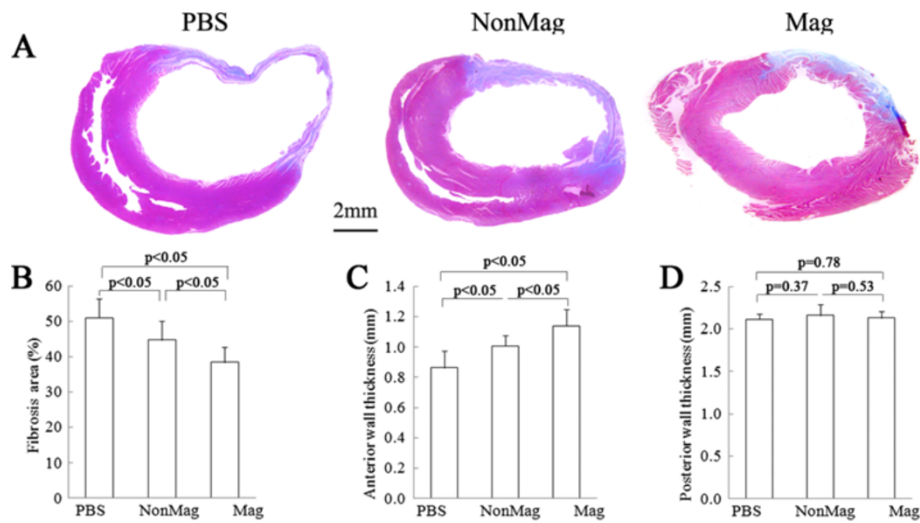 PBS NonMag Mag
A
2mm
B
p<0.05
p<0.05 p<0.05
60
50
40
30
20
10
0
Fibrosis area (%)
PBS NonMag Mag
C
p<0.05
p<0.05 p<0.05
1.4
1.2
1.0
0.8
0.6
0.4
0.2
0.0
Anterior wall thickness (mm)
PBS NonMag Mag
D
p=0.78
p=0.37 p=0.53
2.5
2.0
1.5
1.0
0.5
0.0
Posterior wall thickness (mm)
PBS NonMag Mag